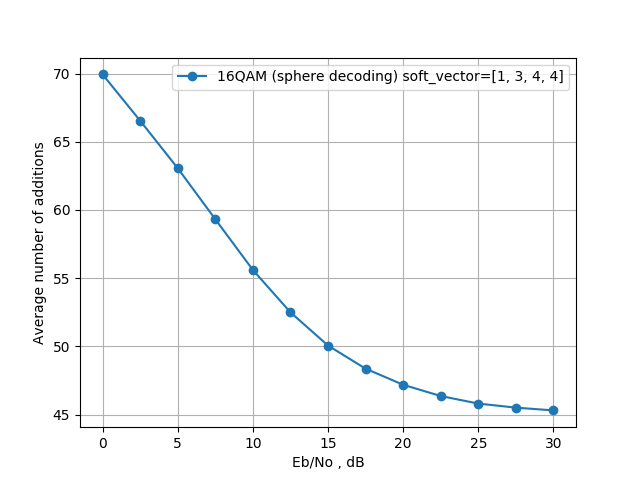 16QAM (sphere decoding) soft_vector=[1, 3, 4, 4]
Average number of additions
70
65
60
55
50
45
0 5 10 15 20 25 30
Eb/No , dB